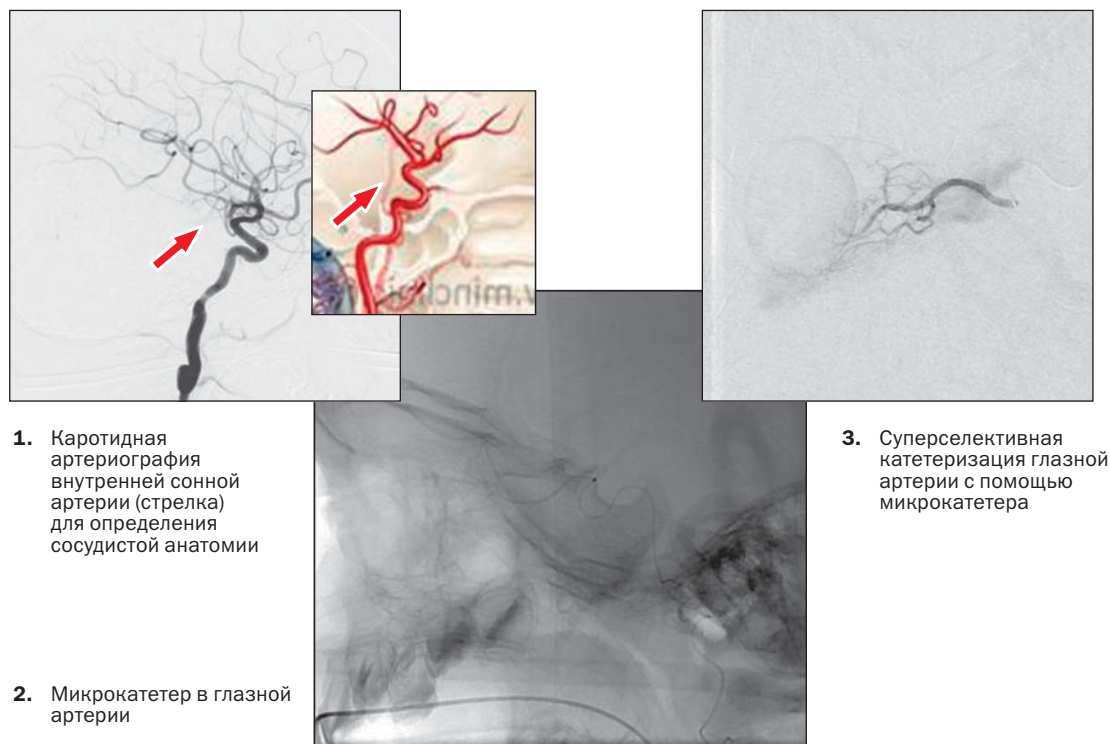 1. Каротидная
артериография
внутренней сонной
артерии (стрелка)
для определения
сосудистой анатомии
2. Микрокатетер в глазной
артерии
3. Суперселективная
катетеризация глазной
артерии с помощью
микрокатетера